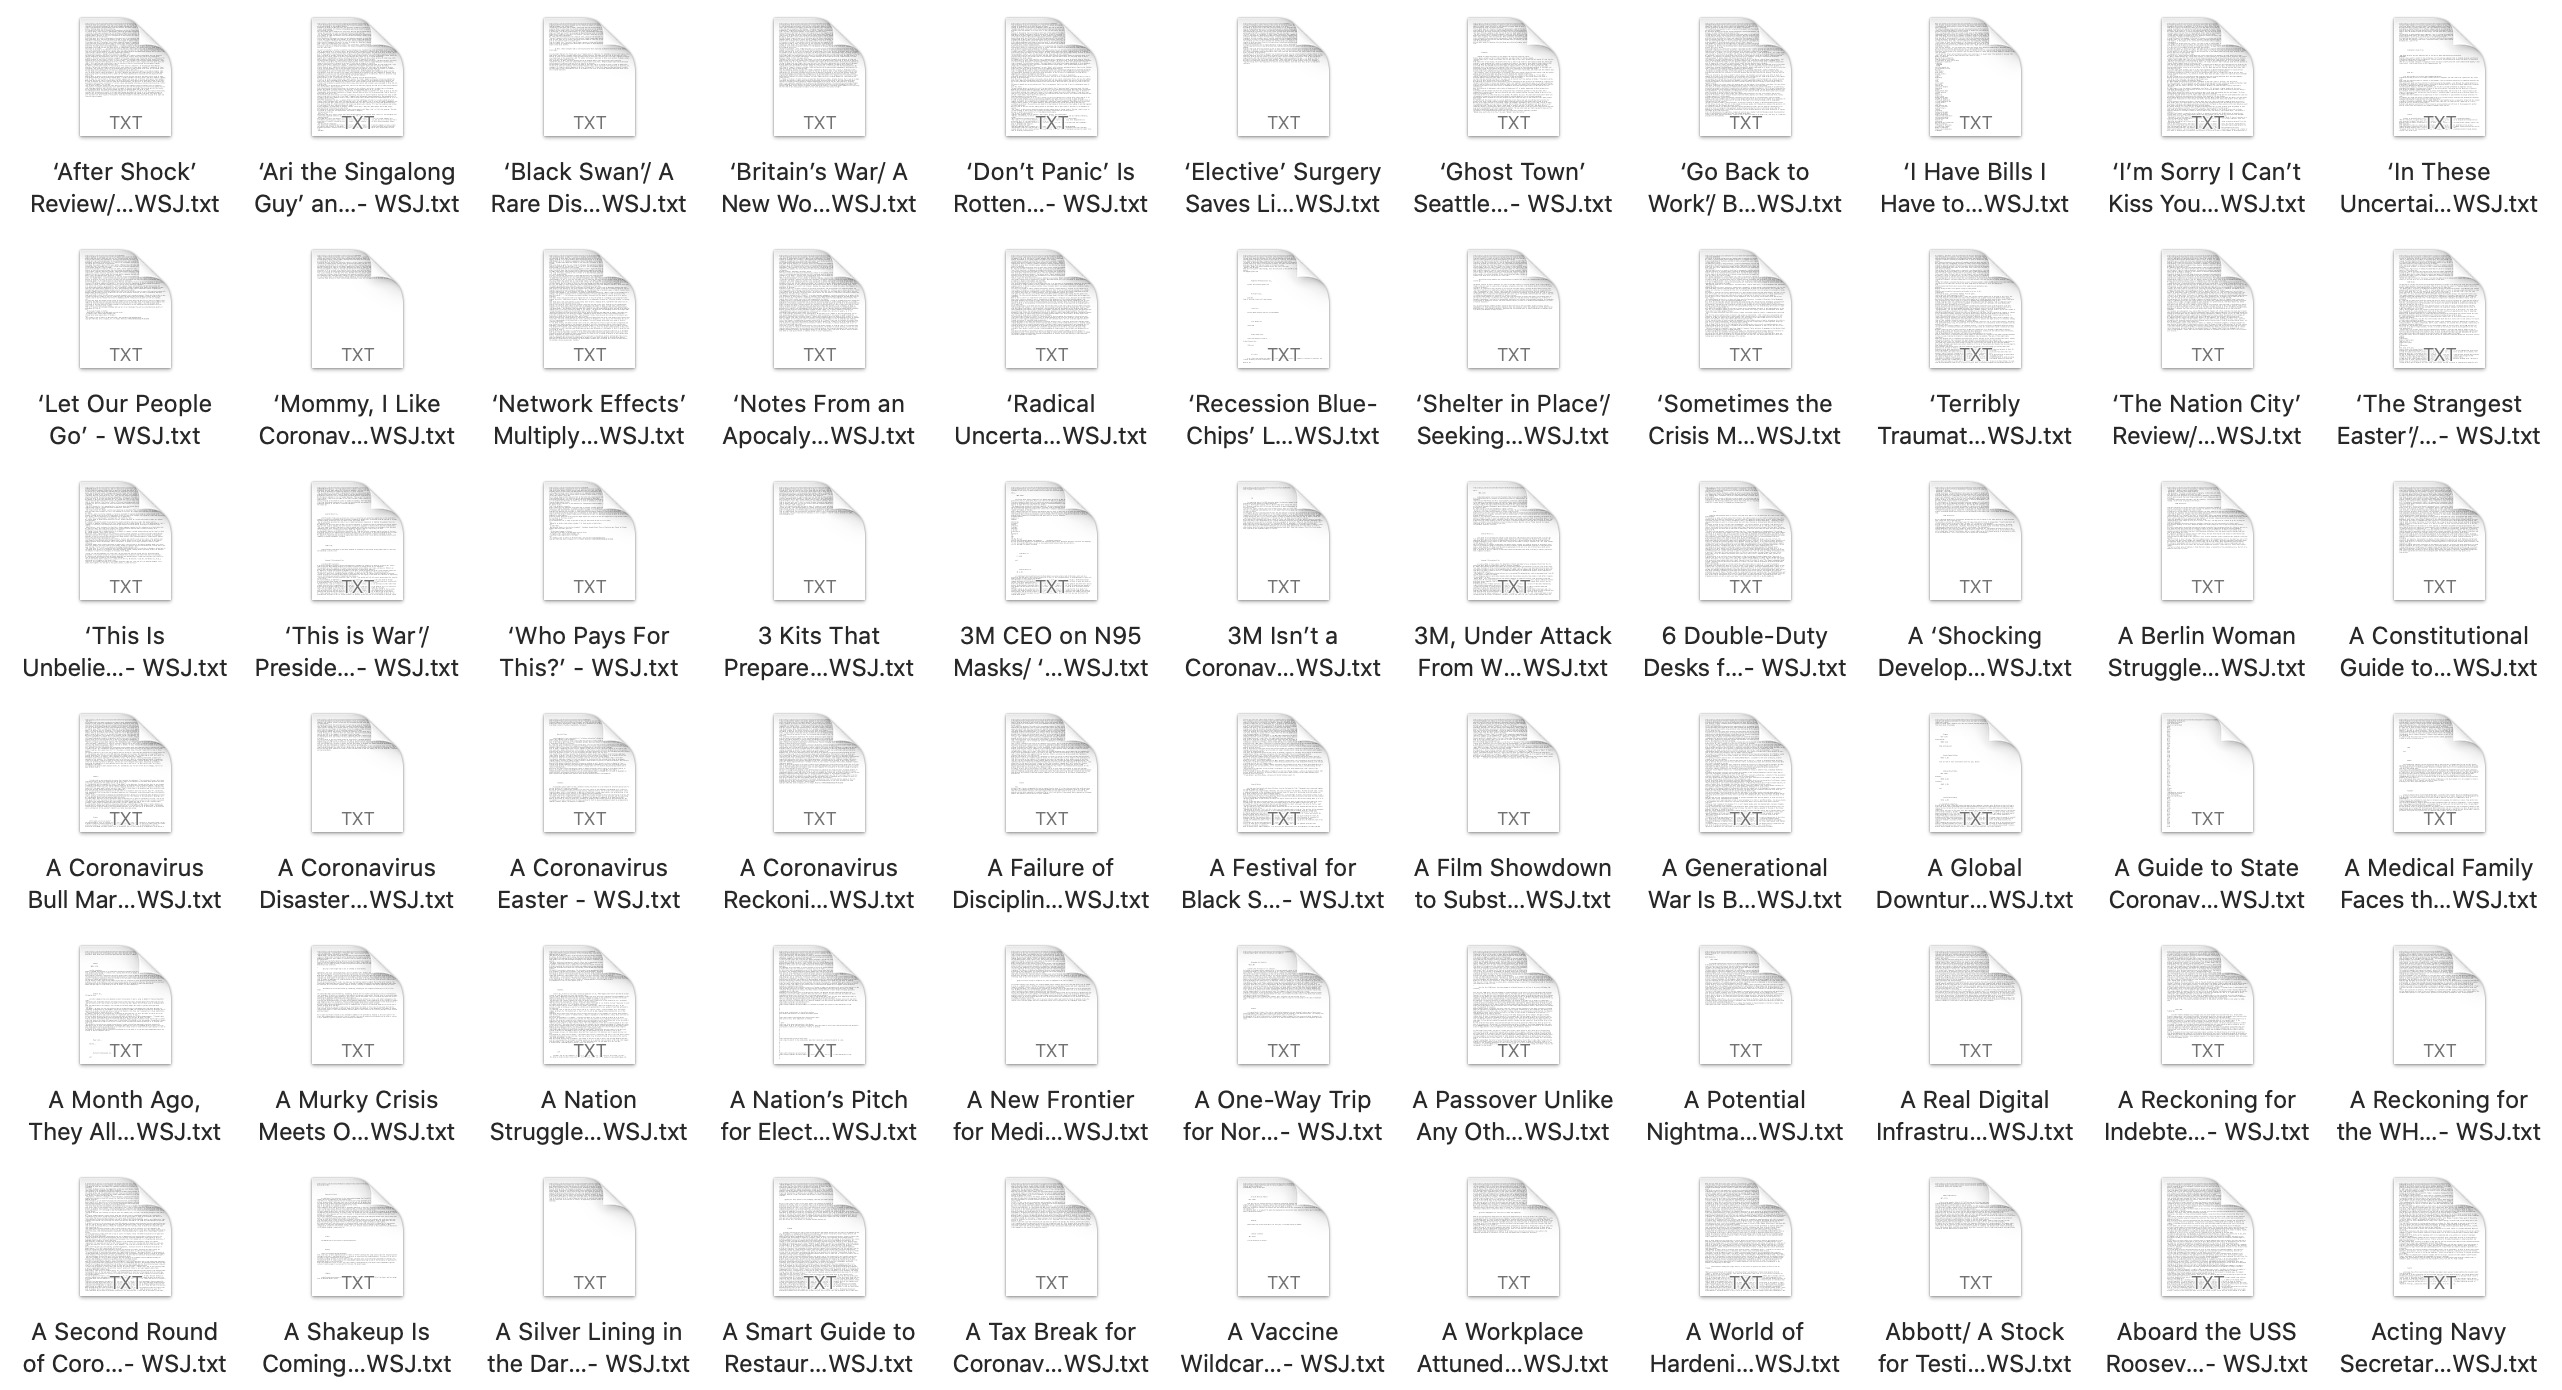 TXT
‘After Shock’
Review/...WSJ.txt
TXT
‘Ari the Singalong
Guy’ an...- WSJ.txt
TXT
‘Black Swan’/ A
Rare Dis...WSJ.txt
TXT
‘Britain’s War/ A
New Wo...WSJ.txt
TXT
‘Don’t Panic’ Is
Rotten...- WSJ.txt
TXT
‘Elective’ Surgery
Saves Li...WSJ.txt
TXT
‘Ghost Town’
Seattle...- WSJ.txt
TXT
‘Go Back to
Work’/ B...WSJ.txt
TXT
‘I Have Bills I
Have to...WSJ.txt
TXT
‘I’m Sorry I Can’t
Kiss You...WSJ.txt
TXT
‘In These
Uncertai...WSJ.txt
TXT
‘Let Our People
Go’ - WSJ.txt
TXT
‘Mommy, I Like
Coronav...WSJ.txt
TXT
‘Network Effects’
Multiply...WSJ.txt
TXT
‘Notes From an
Apocaly...WSJ.txt
TXT
‘Radical
Uncerta...WSJ.txt
TXT
‘Recession Blue-
Chips’ L...WSJ.txt
TXT
‘Shelter in Place’/
Seeking...WSJ.txt
TXT
‘Sometimes the
Crisis M...WSJ.txt
TXT
‘Terribly
Traumat...WSJ.txt
TXT
‘The Nation City’
Review/...WSJ.txt
TXT
‘The Strangest
Easter’/...- WSJ.txt
TXT
‘This Is
Unbelie...- WSJ.txt
TXT
‘This is War’/
Preside...- WSJ.txt
TXT
‘Who Pays For
This?’ - WSJ.txt
TXT
3 Kits That
Prepare...WSJ.txt
TXT
3M CEO on N95
Masks/ ‘...WSJ.txt
TXT
3M Isn’t a
Coronav...WSJ.txt
TXT
3M, Under Attack
From W...WSJ.txt
TXT
6 Double-Duty
Desks f...- WSJ.txt
TXT
A ‘Shocking
Develop...WSJ.txt
TXT
A Berlin Woman
Struggle...WSJ.txt
TXT
A Constitutional
Guide to...WSJ.txt
TXT
A Coronavirus
Bull Mar...WSJ.txt
TXT
A Coronavirus
Disaster...WSJ.txt
TXT
A Coronavirus
Easter - WSJ.txt
TXT
A Coronavirus
Reckoni...WSJ.txt
TXT
A Failure of
Disciplin...WSJ.txt
TXT
A Festival for
Black S...- WSJ.txt
TXT
A Film Showdown
to Subst...WSJ.txt
TXT
A Generational
War Is B...WSJ.txt
TXT
A Global
Downtur...WSJ.txt
TXT
A Guide to State
Coronav...WSJ.txt
TXT
A Medical Family
Faces th...WSJ.txt
TXT
A Month Ago,
They All...WSJ.txt
TXT
A Murky Crisis
Meets O...WSJ.txt
TXT
A Nation
Struggle...WSJ.txt
TXT
A Nation’s Pitch
for Elect...WSJ.txt
TXT
A New Frontier
for Medi...WSJ.txt
TXT
A One-Way Trip
for Nor...- WSJ.txt
TXT
A Passover Unlike
Any Oth...WSJ.txt
TXT
A Potential
Nightma...WSJ.txt
TXT
A Real Digital
Infrastru...WSJ.txt
TXT
A Reckoning for
Indebte...- WSJ.txt
TXT
A Reckoning for
the WH...- WSJ.txt
TXT
A Second Round
of Coro...- WSJ.txt
TXT
A Shakeup Is
Coming...WSJ.txt
TXT
A Silver Lining in
the Dar...- WSJ.txt
TXT
A Smart Guide to
Restaur...WSJ.txt
TXT
A Tax Break for
Coronav...WSJ.txt
TXT
A Vaccine
Wildcar...- WSJ.txt
TXT
A Workplace
Attuned...WSJ.txt
TXT
A World of
Hardeni...WSJ.txt
TXT
Abbott/ A Stock
for Testi...WSJ.txt
TXT
Aboard the USS
Roosev...- WSJ.txt
TXT
Acting Navy
Secretar...WSJ.txt